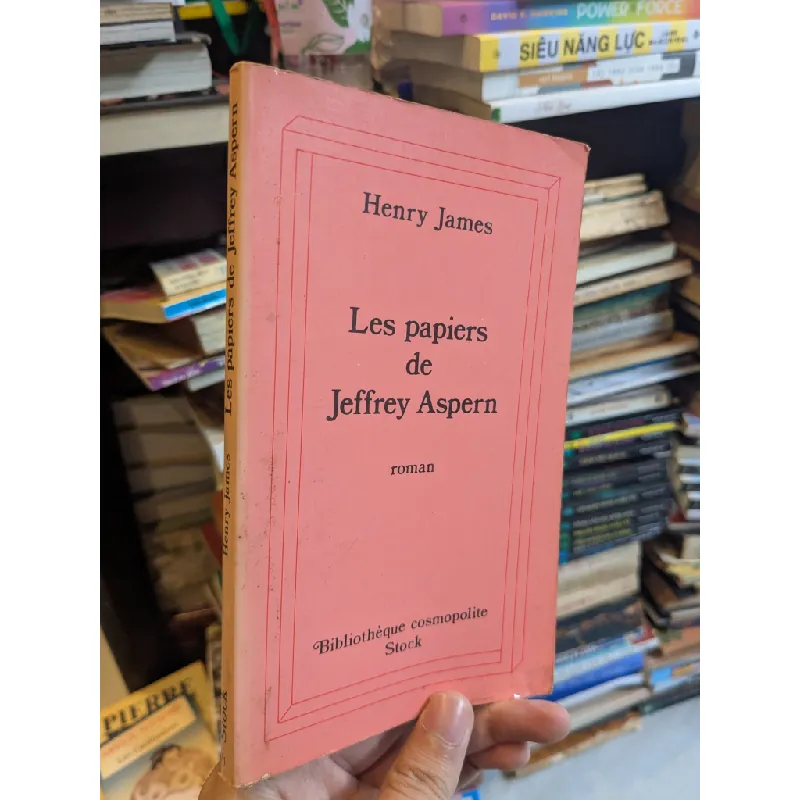 POWER FORCE
SIÊU NĂNG LỰC
Henry James
Les papiers
de
Jeffrey Aspern
roman
Bibliothèque cosmopolite
Stock
Henry James Les papiers de Jeffrey Aspern
Stock
PIERRE